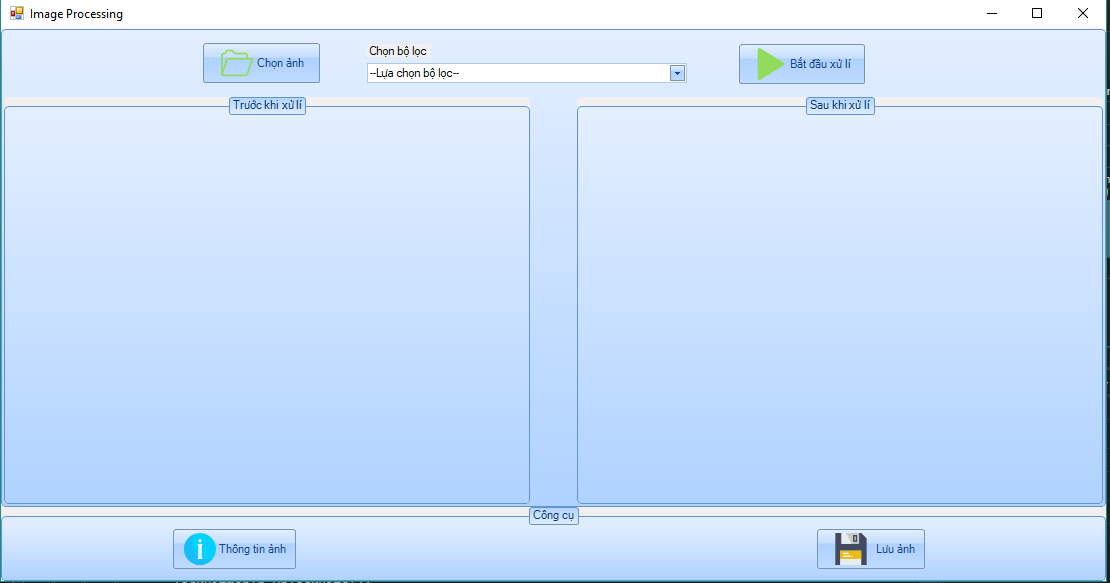 Image Processing
Chọn ảnh
Chọn bộ lọc
--Lựa chọn bộ lọc--
Bắt đầu xử lí
Trước khi xử lí
Sau khi xử lí
Công cụ
Thông tin ảnh
Lưu ảnh